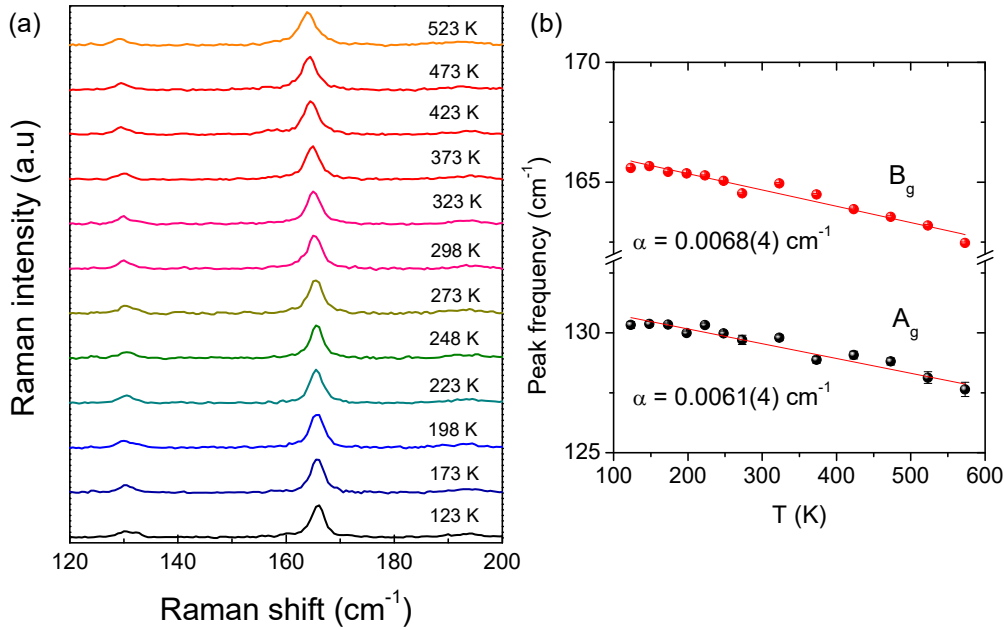 (a)
523 K
473 K
423 K
373 K
323 K
298 K
273 K
248 K
223 K
198 K
173 K
123 K
Raman intensity (a.u)
120 140 160 180 200
Raman shift (cm⁻¹)
(b)
170
165
130
125
Peak frequency (cm⁻¹)
B_g
α = 0.0068(4) cm⁻¹
A_g
α = 0.0061(4) cm⁻¹
100 200 300 400 500 600
T (K)